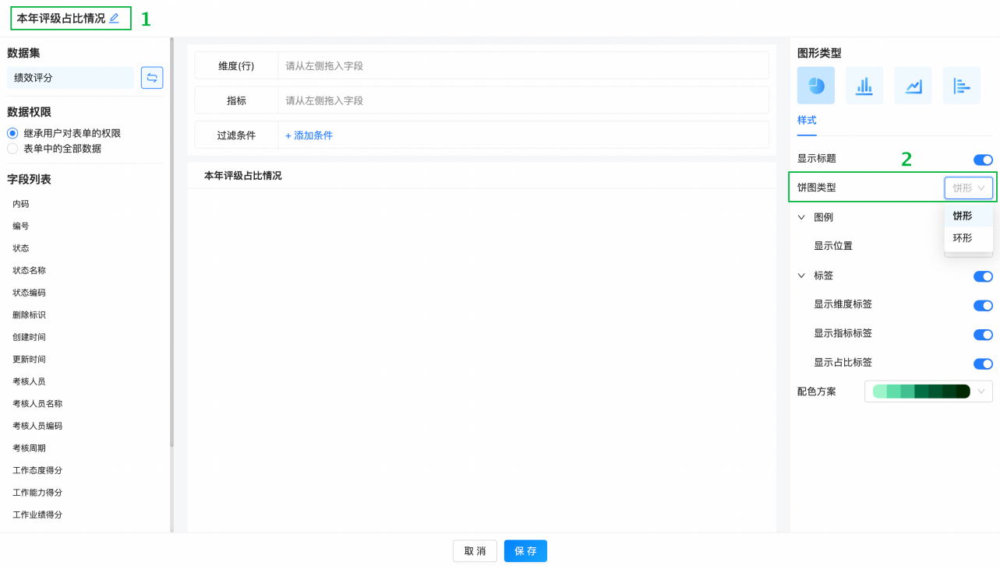 本年评级占比情况
1
数据集
绩效评分
数据权限
继承用户对表单的权限
表单中的全部数据
字段列表
内码
编号
状态
状态名称
状态编码
删除标识
创建时间
更新时间
考核人员
考核人员名称
考核人员编码
考核周期
工作态度得分
工作能力得分
工作业绩得分
维度(行)
请从左侧拖入字段
指标
请从左侧拖入字段
过滤条件
+ 添加条件
本年评级占比情况
图形类型
样式
显示标题
2
饼图类型
饼形
饼形
环形
图例
显示位置
标签
显示维度标签
显示指标标签
显示占比标签
配色方案
取 消
保 存